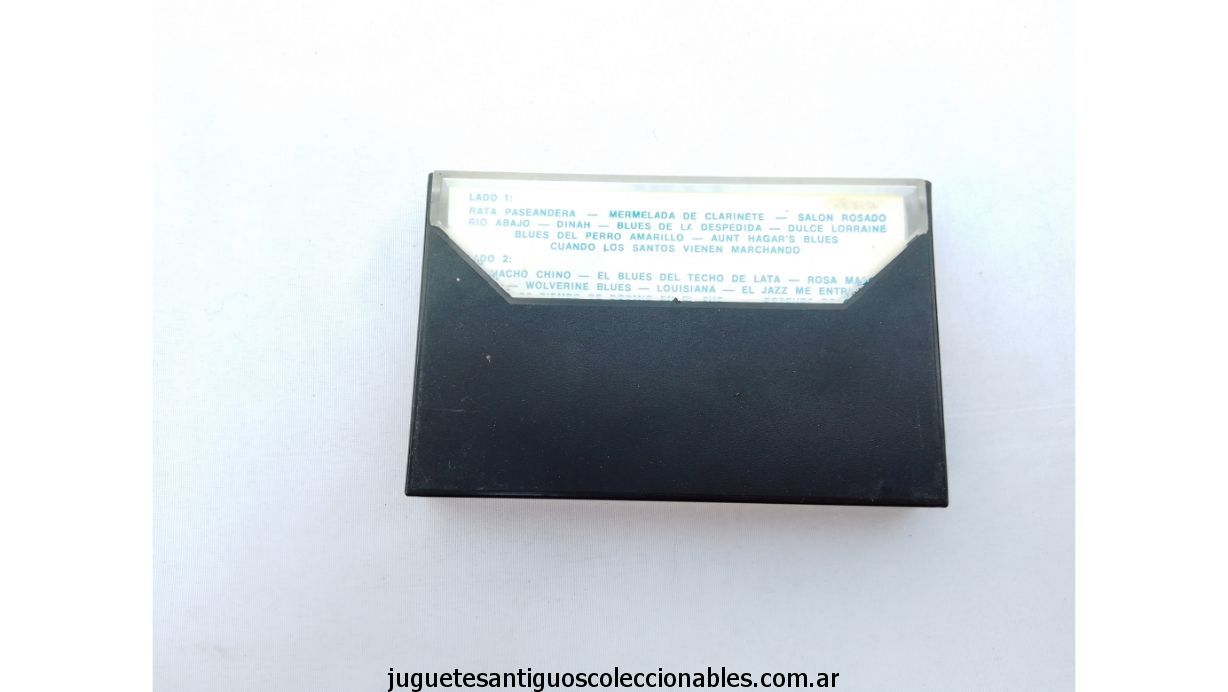 LADO 1:
RATA PASEANDERA — MERMELADA DE CLARINETE — SALON ROSADO
RIO ABAJO — DINAH — BLUES DE LA DESPEDIDA — DULCE LORRAINE
BLUES DEL PERRO AMARILLO — AUNT HAGAR'S BLUES
CUANDO LOS SANTOS VIENEN MARCHANDO
LADO 2:
MACHO CHINO — EL BLUES DEL TECHO DE LATA — ROSA
— WOLVERINE BLUES — LOUISIANA — EL JAZZ ME
juguetesantiguoscoleccionables.com.ar